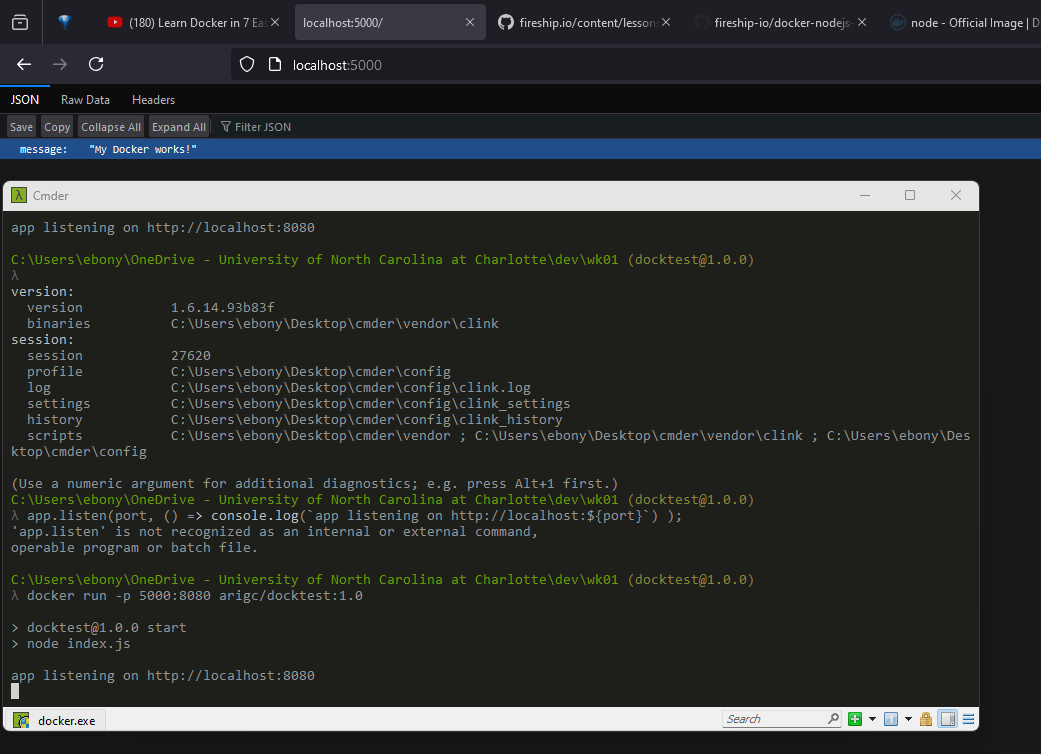 (180) Learn Docker in 7 Eas
localhost:5000/
fireship.io/content/lesson
fireship-io/docker-nodejs-
node - Official Image | D
localhost:5000
JSON Raw Data Headers
Save Copy Collapse All Expand All Filter JSON
message: "My Docker works!"
λ Cmder
app listening on http://localhost:8080
C:\Users\ebony\OneDrive - University of North Carolina at Charlotte\dev\wk01 (docktest@1.0.0)
λ
version:
version 1.6.14.93b83f
binaries C:\Users\ebony\Desktop\cmder\vendor\clink
session:
session 27620
profile C:\Users\ebony\Desktop\cmder\config
log C:\Users\ebony\Desktop\cmder\config\clink.log
settings C:\Users\ebony\Desktop\cmder\config\clink_settings
history C:\Users\ebony\Desktop\cmder\config\clink_history
scripts C:\Users\ebony\Desktop\cmder\vendor ; C:\Users\ebony\Desktop\cmder\vendor\clink ; C:\Users\ebony\Des
ktop\cmder\config
(Use a numeric argument for additional diagnostics; e.g. press Alt+1 first.)
C:\Users\ebony\OneDrive - University of North Carolina at Charlotte\dev\wk01 (docktest@1.0.0)
λ app.listen(port, () => console.log(`app listening on http://localhost:${port}`) );
'app.listen' is not recognized as an internal or external command,
operable program or batch file.
C:\Users\ebony\OneDrive - University of North Carolina at Charlotte\dev\wk01 (docktest@1.0.0)
λ docker run -p 5000:8080 arigc/docktest:1.0
> docktest@1.0.0 start
> node index.js
app listening on http://localhost:8080
docker.exe
Search